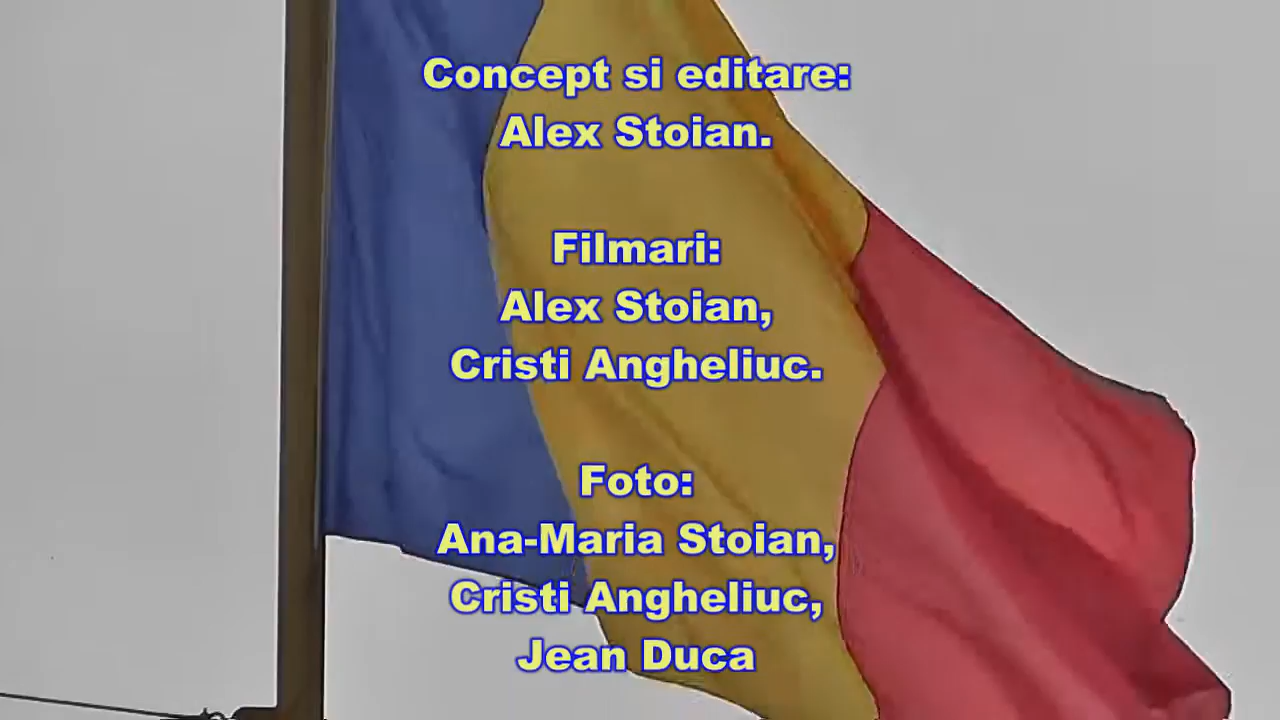 Concept si editare:
Alex Stoian.
Filmari:
Alex Stoian,
Cristi Angheliuc.
Foto:
Ana-Maria Stoian,
Cristi Angheliuc,
Jean Duca